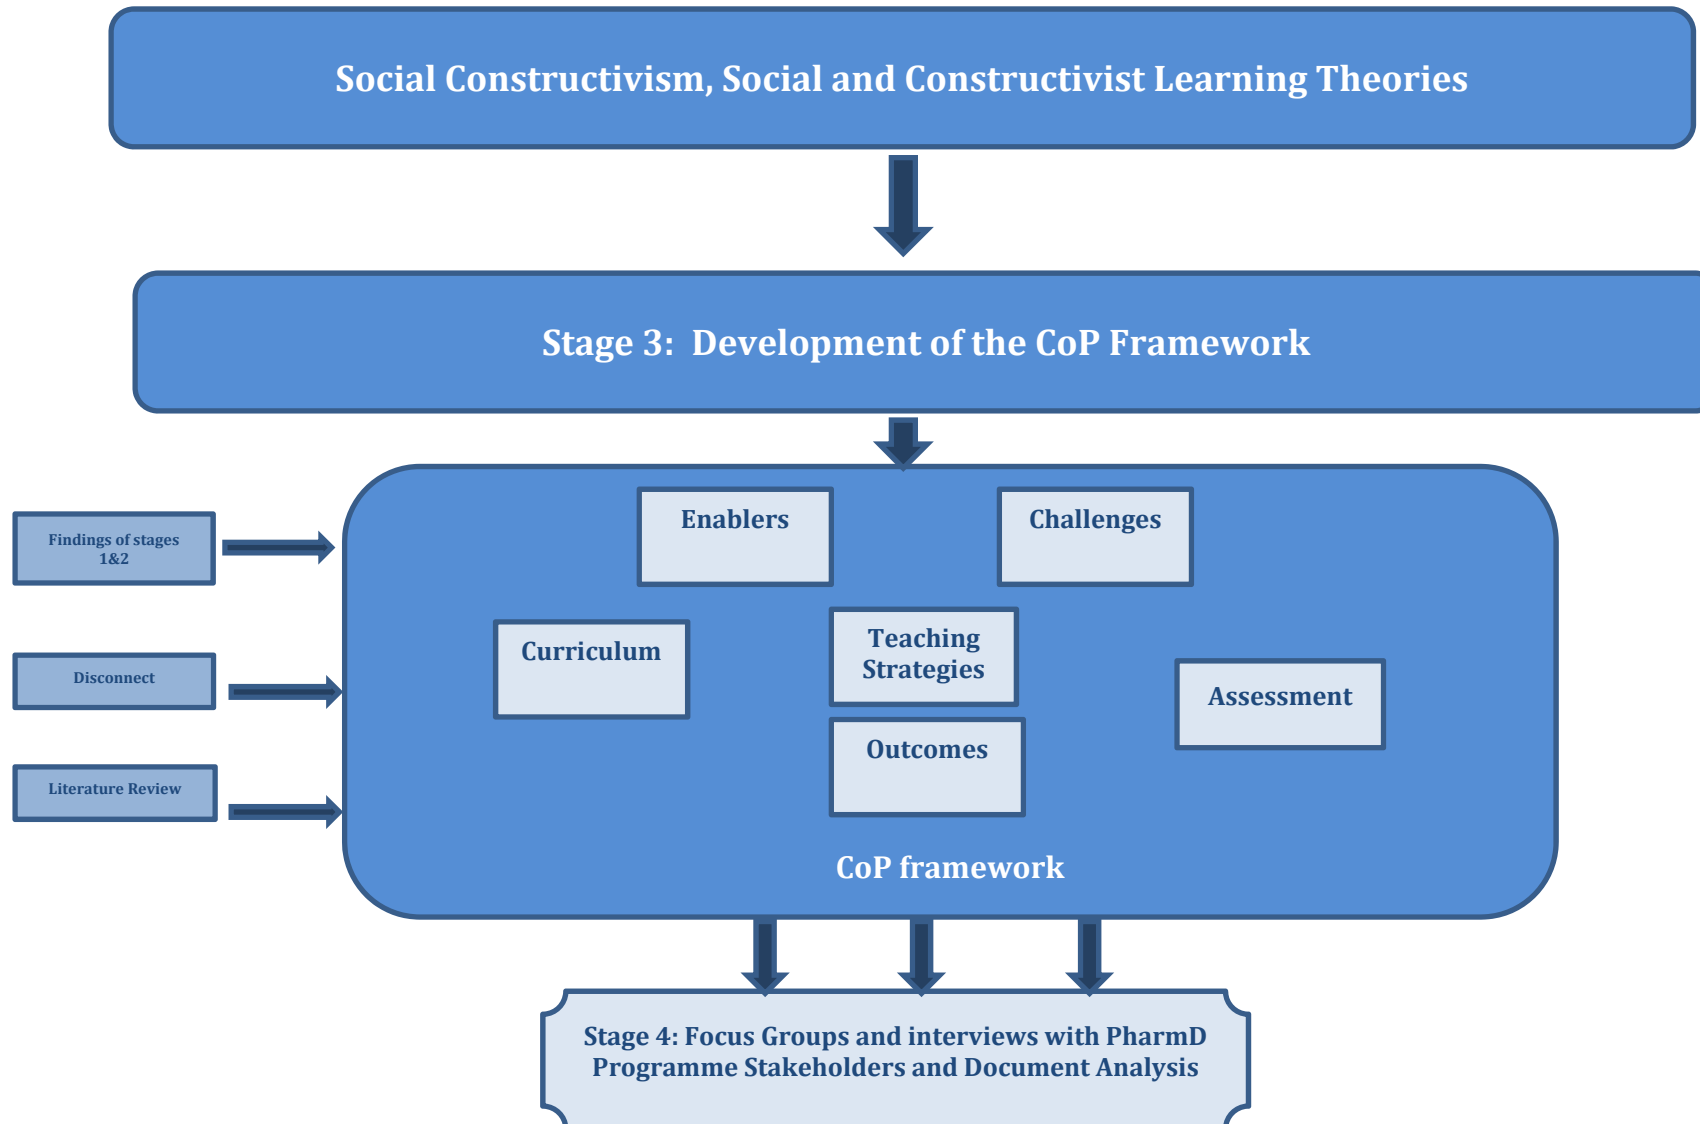 Social Constructivism, Social and Constructivist Learning Theories
Stage 3:  Development of the CoP Framework
Enablers
Challenges
Findings of stages
1&2
Curriculum
Teaching
Strategies
Disconnect
Assessment
Outcomes
Literature Review
CoP framework
Stage 4: Focus Groups and interviews with PharmD
Programme Stakeholders and Document Analysis